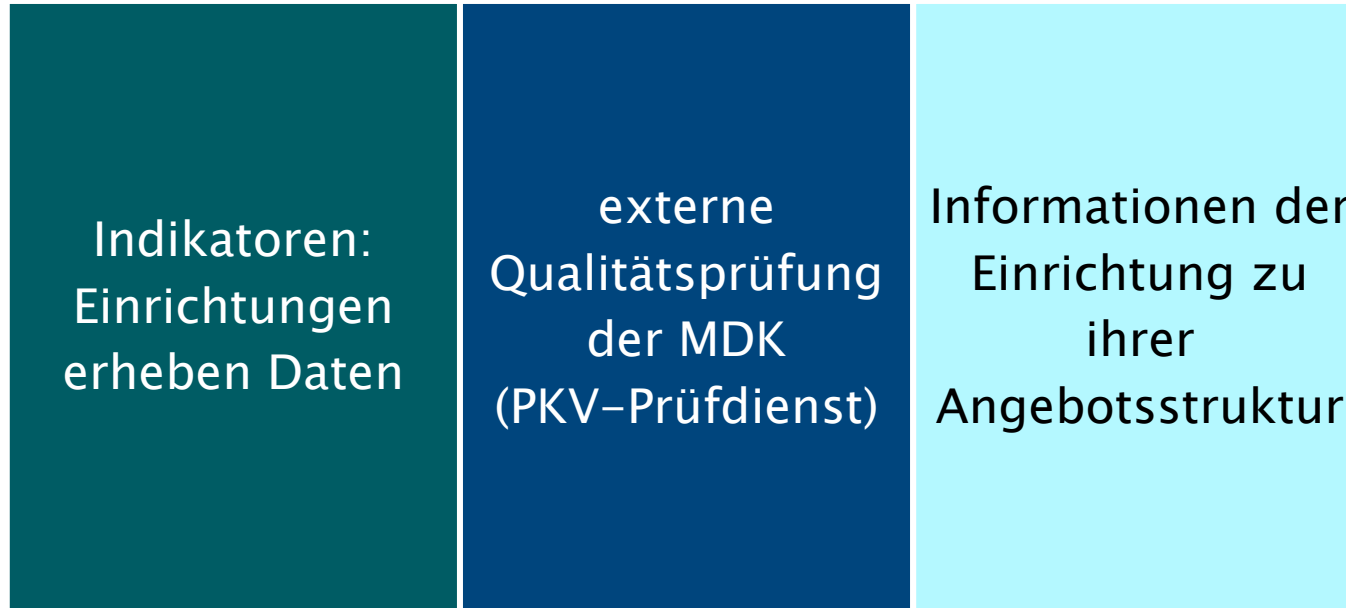 Indikatoren:
Einrichtungen
erheben Daten
externe
Qualitätsprüfung
der MDK
(PKV-Prüfdienst)
Informationen der
Einrichtung zu
ihrer
Angebotsstruktur